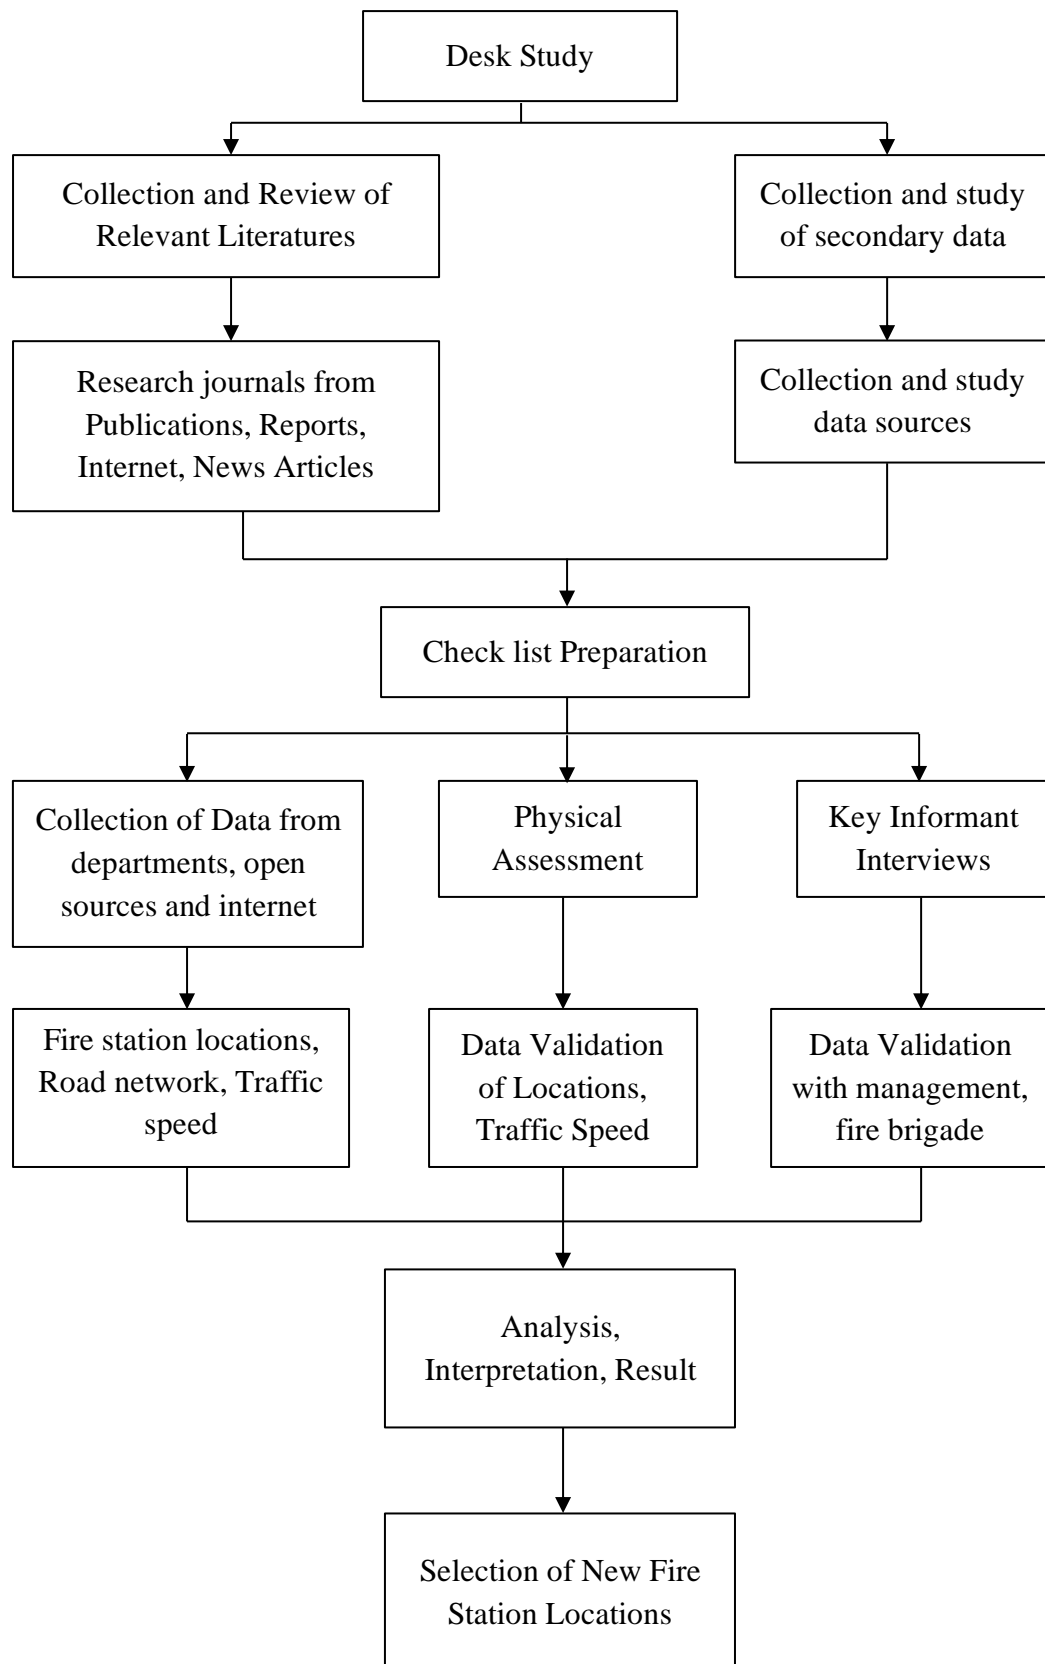 Desk Study
Collection and Review of
Relevant Literatures
Collection and study
of secondary data
Research journals from
Publications, Reports,
Internet, News Articles
Collection and study
data sources
Check list Preparation
Collection of Data from
departments, open
sources and internet
Physical
Assessment
Key Informant
Interviews
Fire station locations,
Road network, Traffic
speed
Data Validation
of Locations,
Traffic Speed
Data Validation
with management,
fire brigade
Analysis,
Interpretation, Result
Selection of New Fire
Station Locations